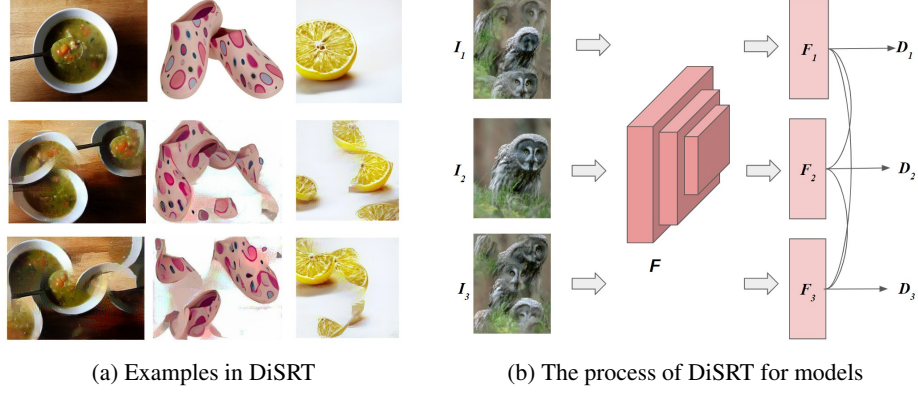 I1
F1
D1
I2
F2
D2
F
I3
F3
D3
(a) Examples in DiSRT
(b) The process of DiSRT for models